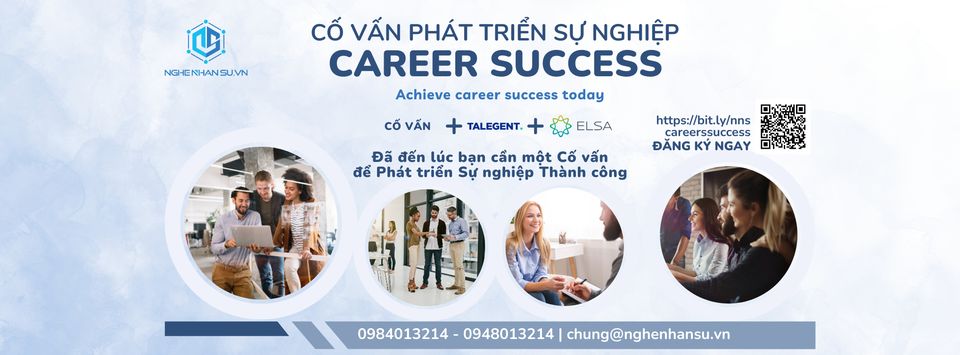 NGHENHANSU.VN
CỐ VẤN PHÁT TRIỂN SỰ NGHIỆP
CAREER SUCCESS
Achieve career success today
CỐ VẤN + TALEGENT. + ELSA
https://bit.ly/nns
careerssuccess
ĐĂNG KÝ NGAY
Đã đến lúc bạn cần một Cố vấn
để Phát triển Sự nghiệp Thành công
0984013214 - 0948013214 | chung@nghenhansu.vn